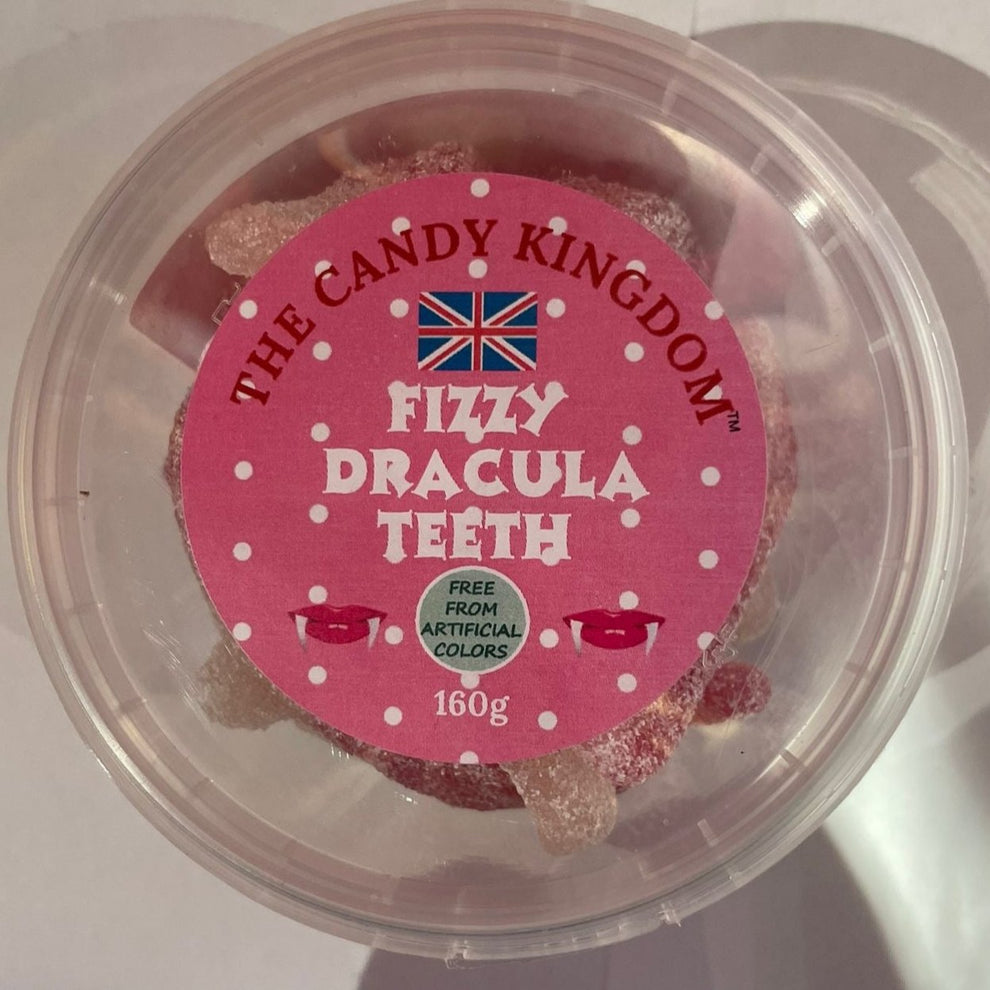 THE CANDY KINGDOM™
FIZZY
DRACULA
TEETH
FREE
FROM
ARTIFICIAL
COLORS
160g